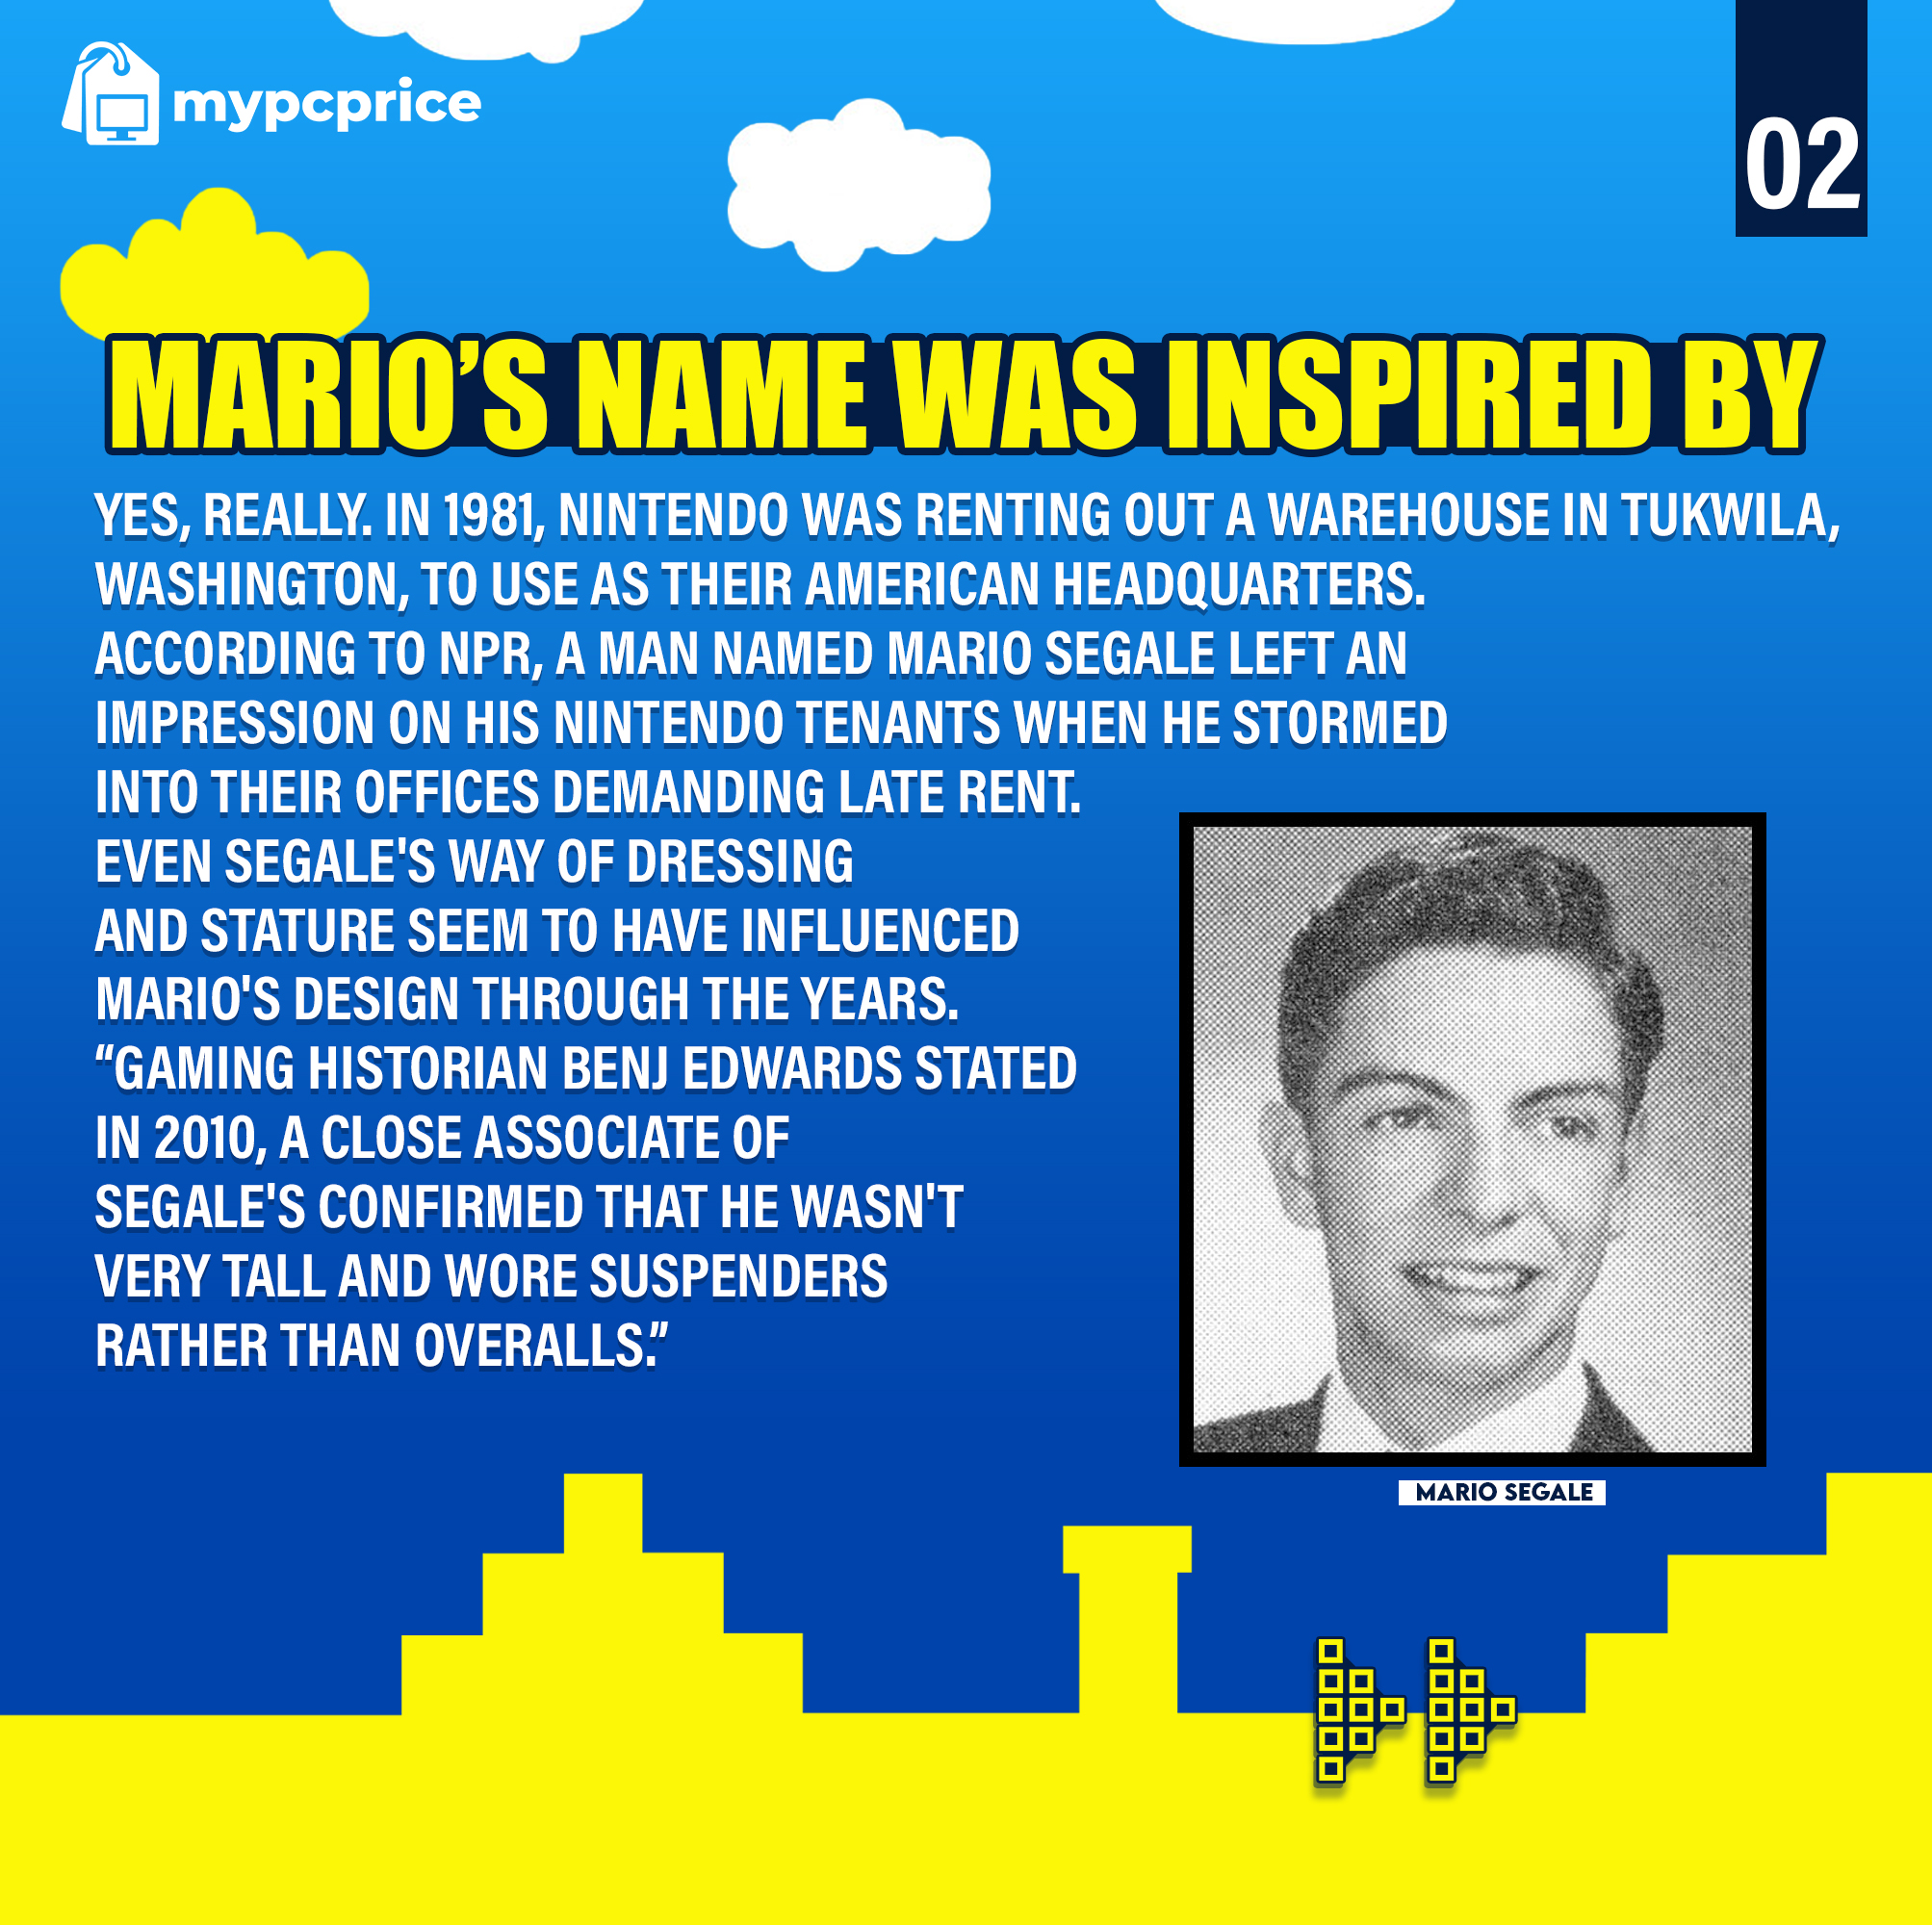 mypcprice
02
MARIO’S NAME WAS INSPIRED BY
YES, REALLY. IN 1981, NINTENDO WAS RENTING OUT A WAREHOUSE IN TUKWILA,
WASHINGTON, TO USE AS THEIR AMERICAN HEADQUARTERS.
ACCORDING TO NPR, A MAN NAMED MARIO SEGALE LEFT AN
IMPRESSION ON HIS NINTENDO TENANTS WHEN HE STORMED
INTO THEIR OFFICES DEMANDING LATE RENT.
EVEN SEGALE'S WAY OF DRESSING
AND STATURE SEEM TO HAVE INFLUENCED
MARIO'S DESIGN THROUGH THE YEARS.
“GAMING HISTORIAN BENJ EDWARDS STATED
IN 2010, A CLOSE ASSOCIATE OF
SEGALE'S CONFIRMED THAT HE WASN'T
VERY TALL AND WORE SUSPENDERS
RATHER THAN OVERALLS.”
MARIO SEGALE